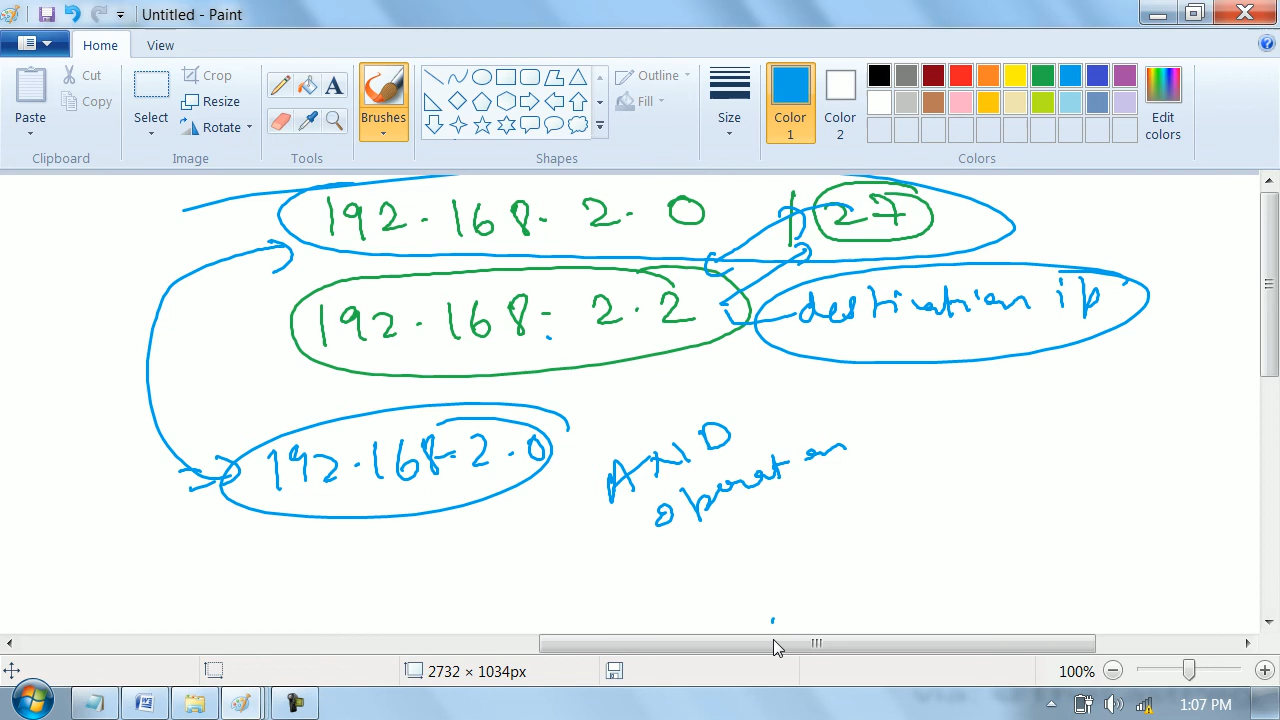 Untitled - Paint
Home View
Paste Cut Copy
Select Crop Resize Rotate
Brushes
Outline Fill
Size
Color 1
Color 2
Edit colors
Clipboard Image Tools Shapes Colors
192.168.2.0 | 27
192.168.2.2 destination ip
192.168.2.0 AND
operation
2732 × 1034px 100%
1:07 PM